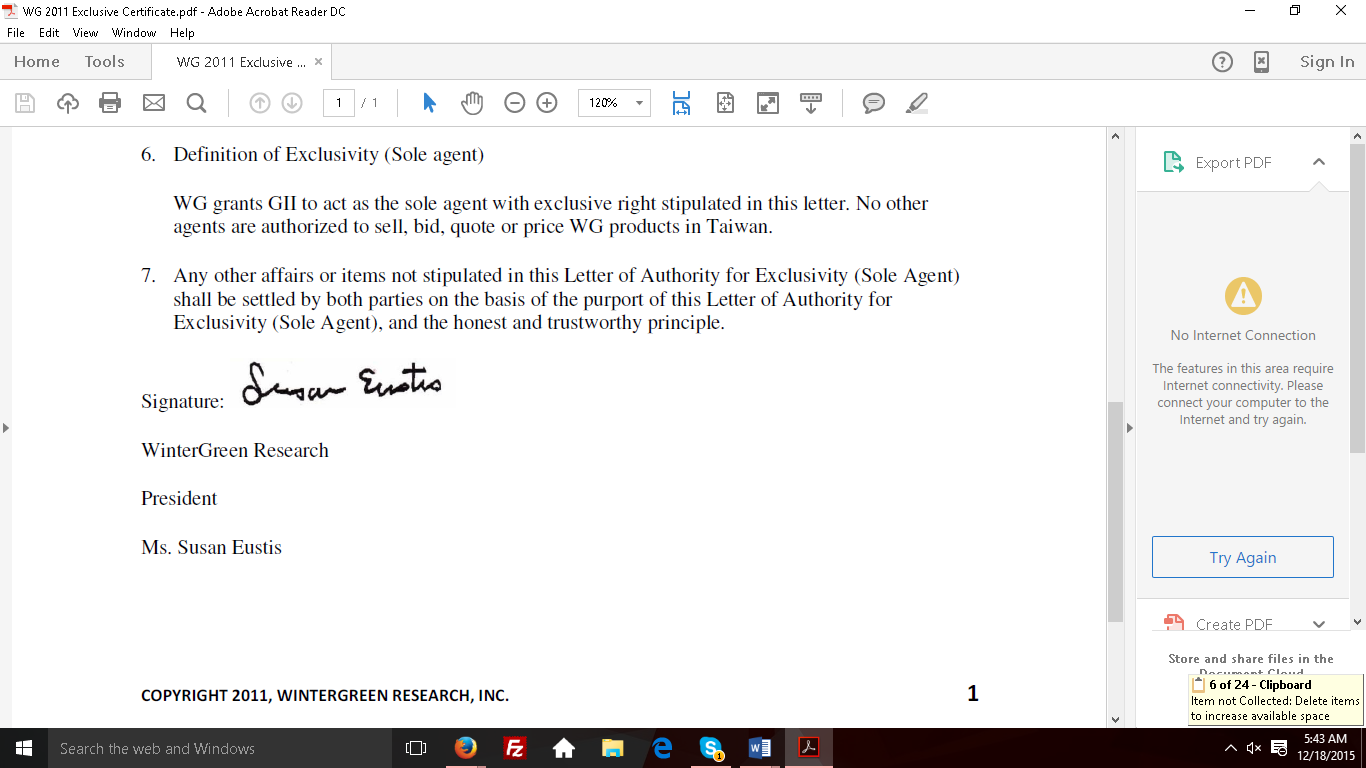 WG 2011 Exclusive Certificate.pdf - Adobe Acrobat Reader DC
File Edit View Window Help
Home Tools WG 2011 Exclusive ... × Sign In
1 / 1 120%
6. Definition of Exclusivity (Sole agent)
WG grants GII to act as the sole agent with exclusive right stipulated in this letter. No other
agents are authorized to sell, bid, quote or price WG products in Taiwan.
7. Any other affairs or items not stipulated in this Letter of Authority for Exclusivity (Sole Agent)
shall be settled by both parties on the basis of the purport of this Letter of Authority for
Exclusivity (Sole Agent), and the honest and trustworthy principle.
Signature: Susan Eustis
WinterGreen Research
President
Ms. Susan Eustis
COPYRIGHT 2011, WINTERGREEN RESEARCH, INC. 1
Export PDF
No Internet Connection
The features in this area require
Internet connectivity. Please
connect your computer to the
Internet and try again.
Try Again
Create PDF
Store and share files in the
Document Cloud
6 of 24 - Clipboard
Item not Collected: Delete items
to increase available space
Search the web and Windows
5:43 AM
12/18/2015